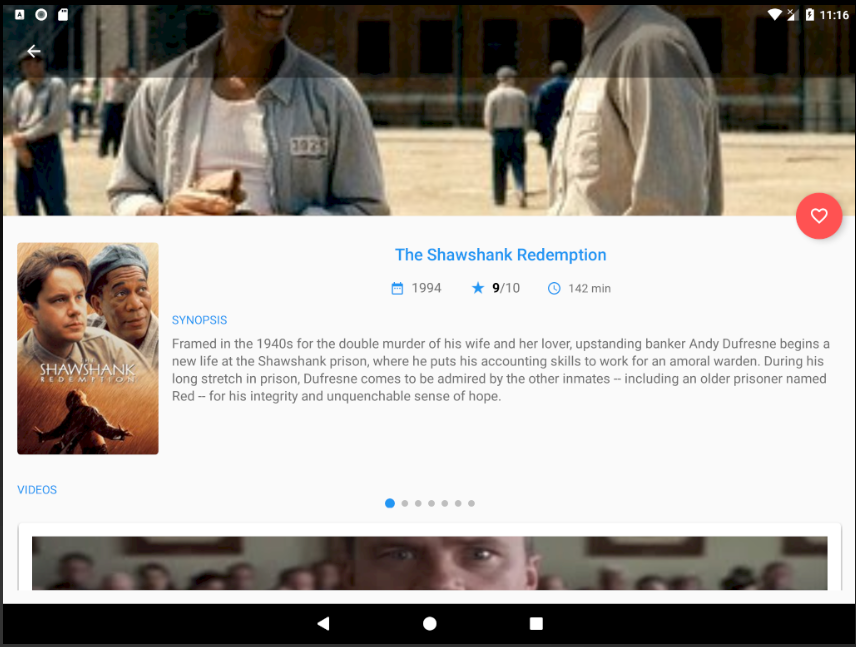 11:16
3925
The Shawshank Redemption
1994
9/10
142 min
SYNOPSIS
Framed in the 1940s for the double murder of his wife and her lover, upstanding banker Andy Dufresne begins a
new life at the Shawshank prison, where he puts his accounting skills to work for an amoral warden. During his
long stretch in prison, Dufresne comes to be admired by the other inmates -- including an older prisoner named
Red -- for his integrity and unquenchable sense of hope.
THE
SHAWSHANK
REDEMPTION
VIDEOS